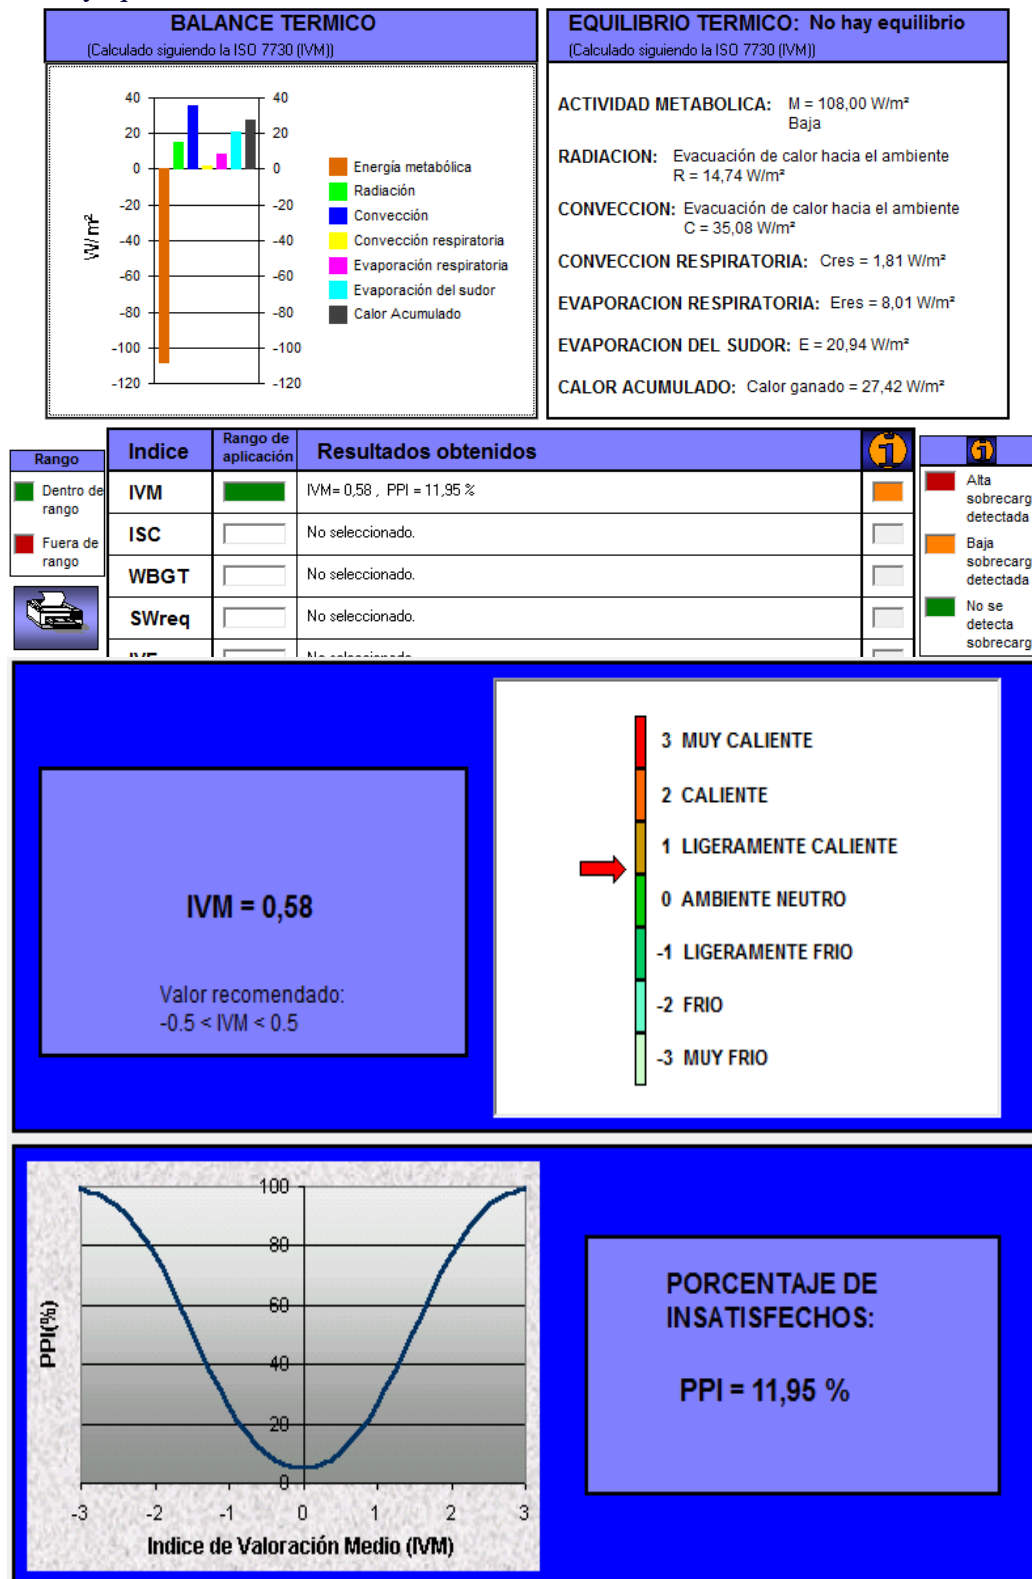 BALANCE TERMICO
(Calculado siguiendo la ISO 7730 (IVM))
40
20
0
-20
-40
-60
-80
-100
-120
40
20
0
-20
-40
-60
-80
-100
-120
W/m²
Energía metabólica
Radiación
Convección
Convección respiratoria
Evaporación respiratoria
Evaporación del sudor
Calor Acumulado
EQUILIBRIO TERMICO: No hay equilibrio
(Calculado siguiendo la ISO 7730 (IVM))
ACTIVIDAD METABOLICA: M = 108,00 W/m²
Baja
RADIACION: Evacuación de calor hacia el ambiente
R = 14,74 W/m²
CONVECCION: Evacuación de calor hacia el ambiente
C = 35,08 W/m²
CONVECCION RESPIRATORIA: Cres = 1,81 W/m²
EVAPORACION RESPIRATORIA: Eres = 8,01 W/m²
EVAPORACION DEL SUDOR: E = 20,94 W/m²
CALOR ACUMULADO: Calor ganado = 27,42 W/m²
Rango
Dentro de
rango
Fuera de
rango
Indice
Rango de
aplicación
Resultados obtenidos
IVM
IVM= 0,58 , PPI = 11,95 %
ISC
No seleccionado.
WBGT
No seleccionado.
SWreq
No seleccionado.
Alta
sobrecarg
detectada
Baja
sobrecarg
detectada
No se
detecta
sobrecarg
IVM = 0,58
Valor recomendado:
-0.5 < IVM < 0.5
3 MUY CALIENTE
2 CALIENTE
1 LIGERAMENTE CALIENTE
0 AMBIENTE NEUTRO
-1 LIGERAMENTE FRIO
-2 FRIO
-3 MUY FRIO
PPI(%)
100
80
60
40
20
0
-3 -2 -1 0 1 2 3
Indice de Valoración Medio (IVM)
PORCENTAJE DE
INSATISFECHOS:
PPI = 11,95 %